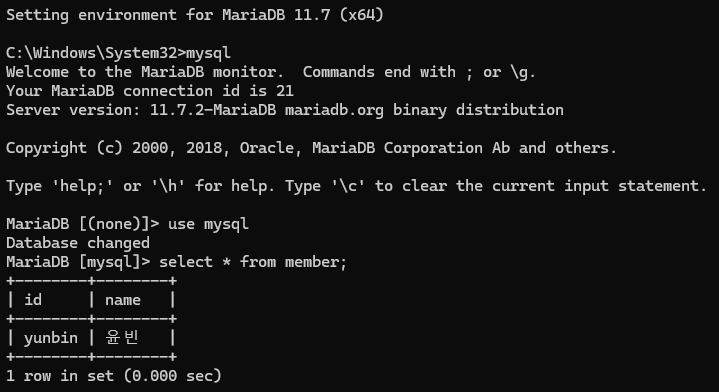 Setting environment for MariaDB 11.7 (x64)
C:\Windows\System32>mysql
Welcome to the MariaDB monitor.  Commands end with ; or \g.
Your MariaDB connection id is 21
Server version: 11.7.2-MariaDB mariadb.org binary distribution
Copyright (c) 2000, 2018, Oracle, MariaDB Corporation Ab and others.
Type 'help;' or '\h' for help. Type '\c' to clear the current input statement.
MariaDB [(none)]> use mysql
Database changed
MariaDB [mysql]> select * from member;
+--------+--------+
| id     | name   |
+--------+--------+
| yunbin | 윤빈   |
+--------+--------+
1 row in set (0.000 sec)